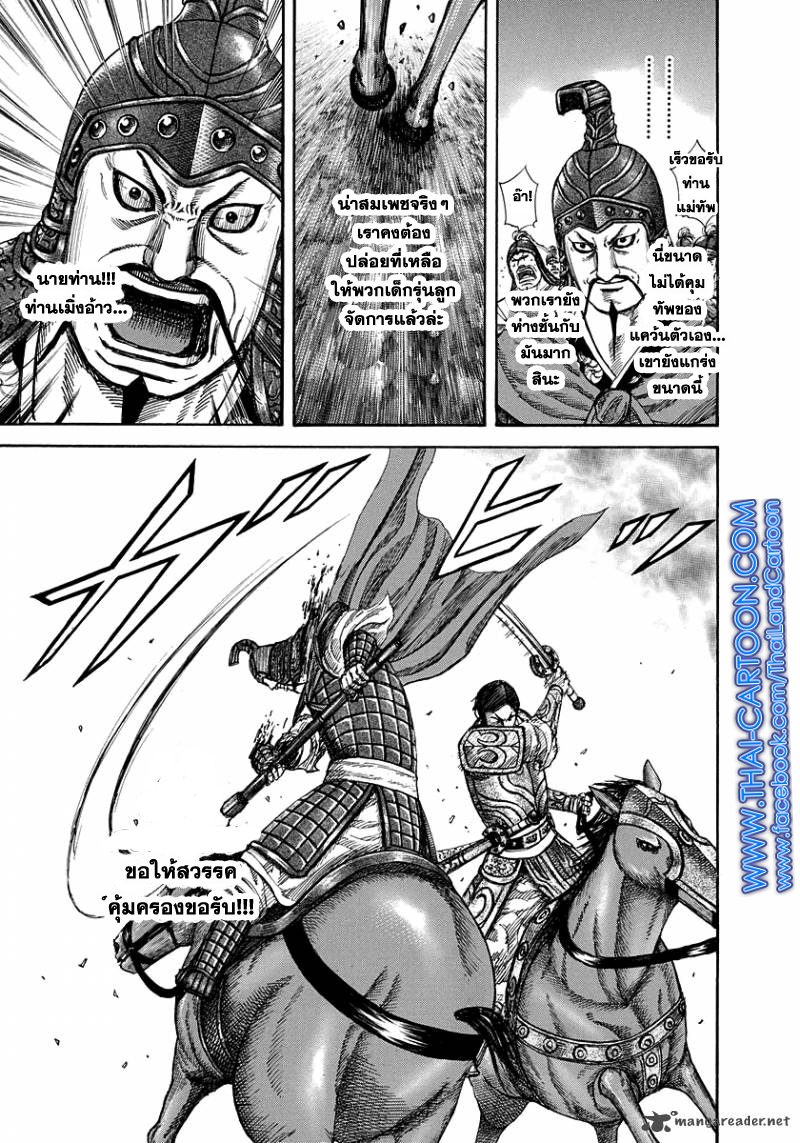 เร็วขอรับ
ท่าน
แม่ทัพ
อ๊า!
นี่ขนาด
ไม่ได้คุม
ทัพของ
แคว้นตัวเอง...
เขายังแกร่ง
ขนาดนี้
พวกเรายัง
ห่างชั้นกับ
มันมาก
สินะ
น่าสมเพชจริงๆ
เราคงต้อง
ปล่อยที่เหลือ
ให้พวกเด็กรุ่นลูก
จัดการแล้วล่ะ
นายท่าน!!!
ท่านเมิ่งอ้าว...
ガビッ
ขอให้สวรรค
คุ้มครองขอรับ!!!
WWW.THAI-CARTOON.COM
www.facebook.com/ThaiLandCartoon
mangareader.net